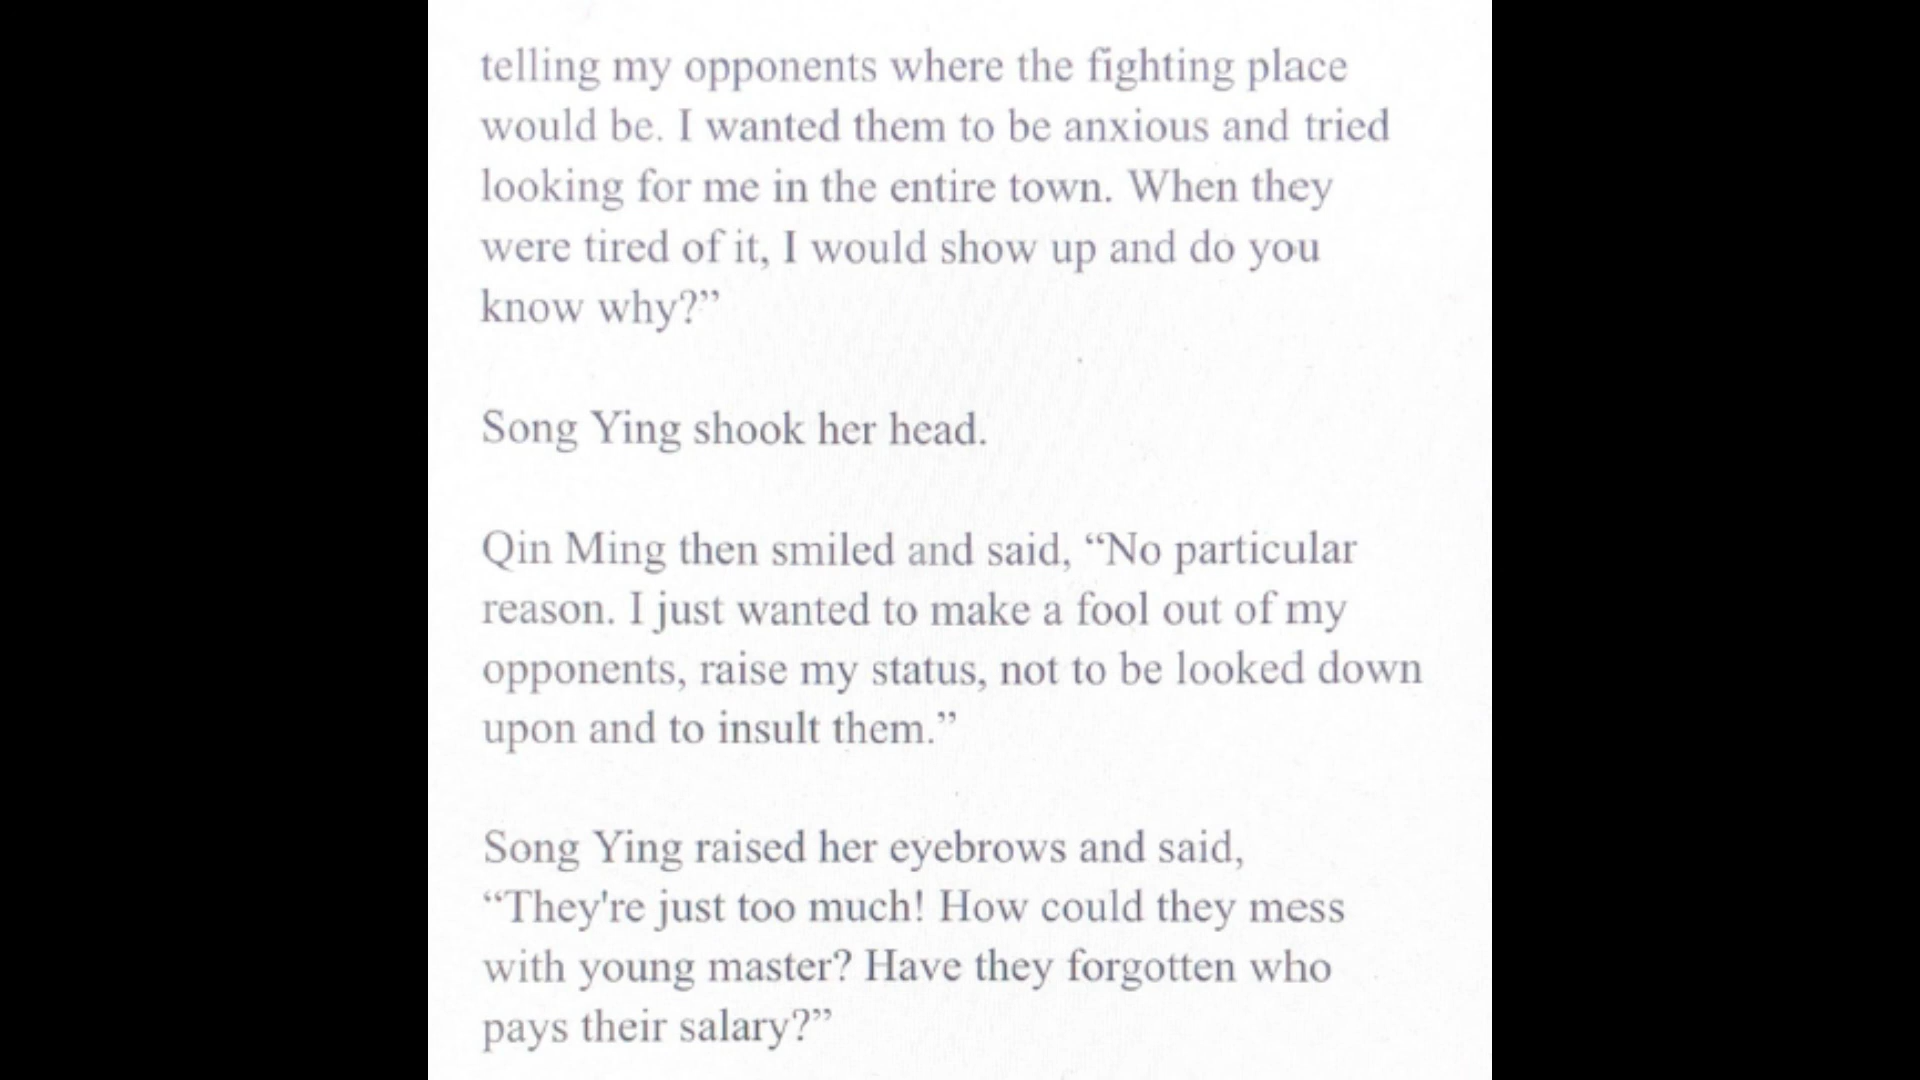 telling my opponents where the fighting place
would be. I wanted them to be anxious and tried
looking for me in the entire town. When they
were tired of it, I would show up and do you
know why?”
Song Ying shook her head.
Qin Ming then smiled and said, “No particular
reason. I just wanted to make a fool out of my
opponents, raise my status, not to be looked down
upon and to insult them.”
Song Ying raised her eyebrows and said,
“They're just too much! How could they mess
with young master? Have they forgotten who
pays their salary?”